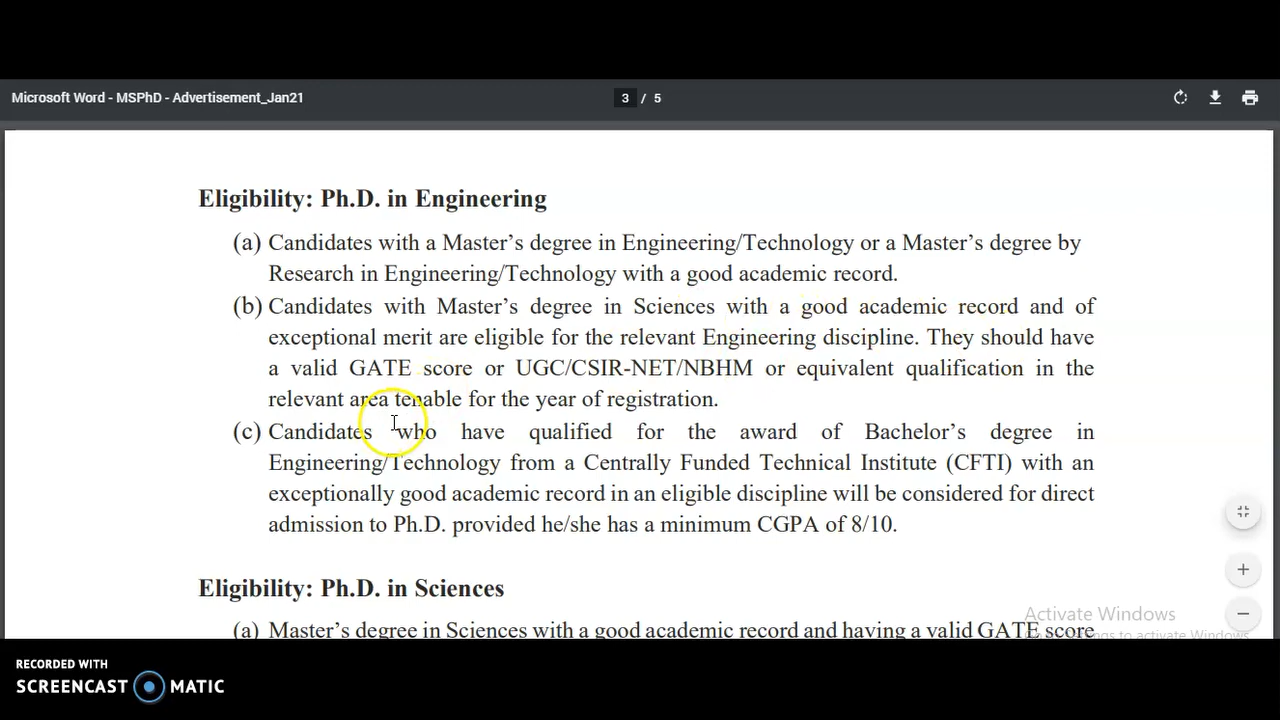 Microsoft Word - MSPhD - Advertisement_Jan21
3 / 5
Eligibility: Ph.D. in Engineering
(a) Candidates with a Master's degree in Engineering/Technology or a Master's degree by
Research in Engineering/Technology with a good academic record.
(b) Candidates with Master's degree in Sciences with a good academic record and of
exceptional merit are eligible for the relevant Engineering discipline. They should have
a valid GATE score or UGC/CSIR-NET/NBHM or equivalent qualification in the
relevant area tenable for the year of registration.
(c) Candidates who have qualified for the award of Bachelor's degree in
Engineering/Technology from a Centrally Funded Technical Institute (CFTI) with an
exceptionally good academic record in an eligible discipline will be considered for direct
admission to Ph.D. provided he/she has a minimum CGPA of 8/10.
Eligibility: Ph.D. in Sciences
(a) Master's degree in Sciences with a good academic record and having a valid GATE score
Activate Windows
to activate Windows
RECORDED WITH
SCREENCAST MATIC